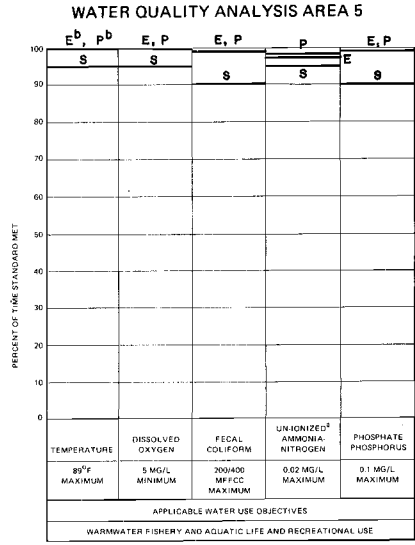 WATER QUALITY ANALYSIS AREA 5
E^b, P^b E, P E, P P E, P
100
S S E
S S S
90
80
70
60
50
40
30
20
10
0
PERCENT OF TIME STANDARD MET
TEMPERATURE
DISSOLVED OXYGEN
FECAL COLIFORM
UN-IONIZED^a AMMONIA-NITROGEN
PHOSPHATE PHOSPHORUS
89°F MAXIMUM
5 MG/L MINIMUM
200/400 MFFCC MAXIMUM
0.02 MG/L MAXIMUM
0.1 MG/L MAXIMUM
APPLICABLE WATER USE OBJECTIVES
WARMWATER FISHERY AND AQUATIC LIFE AND RECREATIONAL USE